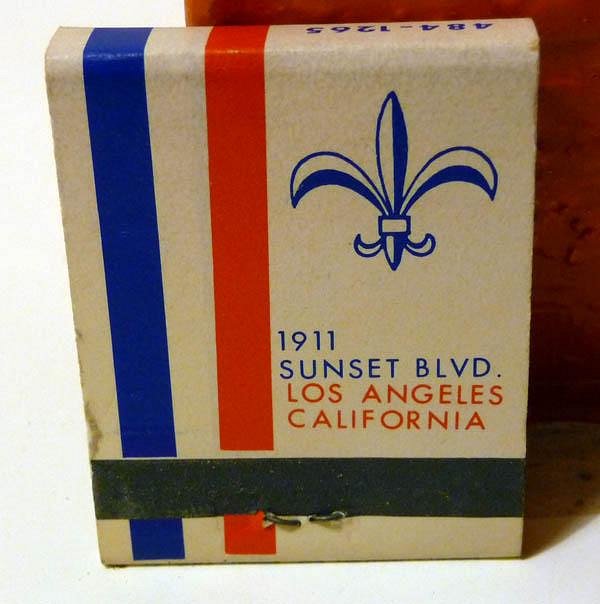 484-1265
1911
SUNSET BLVD.
LOS ANGELES
CALIFORNIA